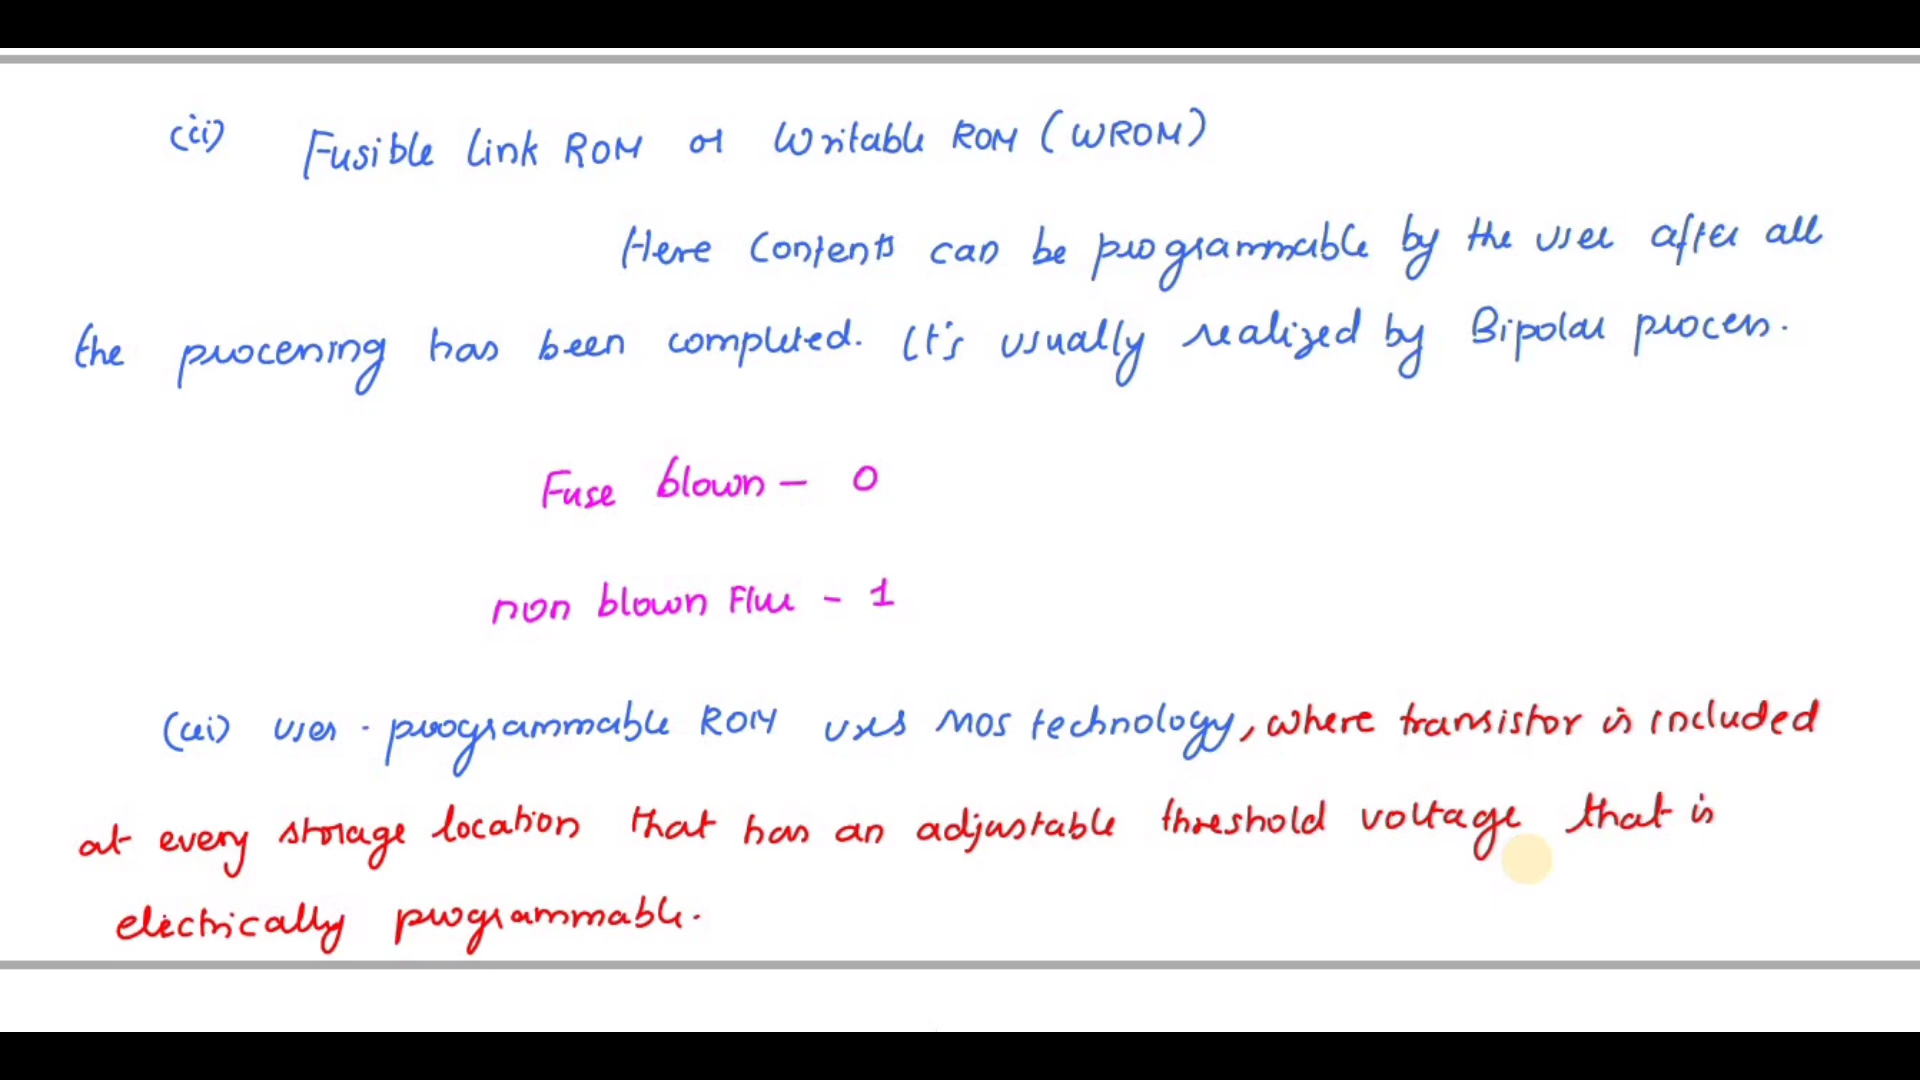 (ii) Fusible Link ROM or Writable ROM (WROM)
Here Contents can be programmable by the user after all
the processing has been completed. It's usually realized by Bipolar process.
Fuse blown - 0
non blown Fuse - 1
(iii) user-programmable ROM uses MOS technology, where transistor is included
at every storage location that has an adjustable threshold voltage that is
electrically programmable.